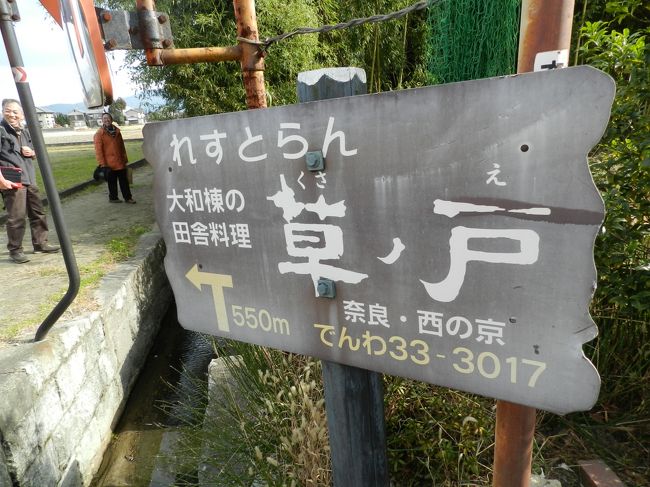 れすとらん
大和棟の
田舎料理
くさ
え
草ノ戸
550m
奈良・西の京
でんわ33-3017